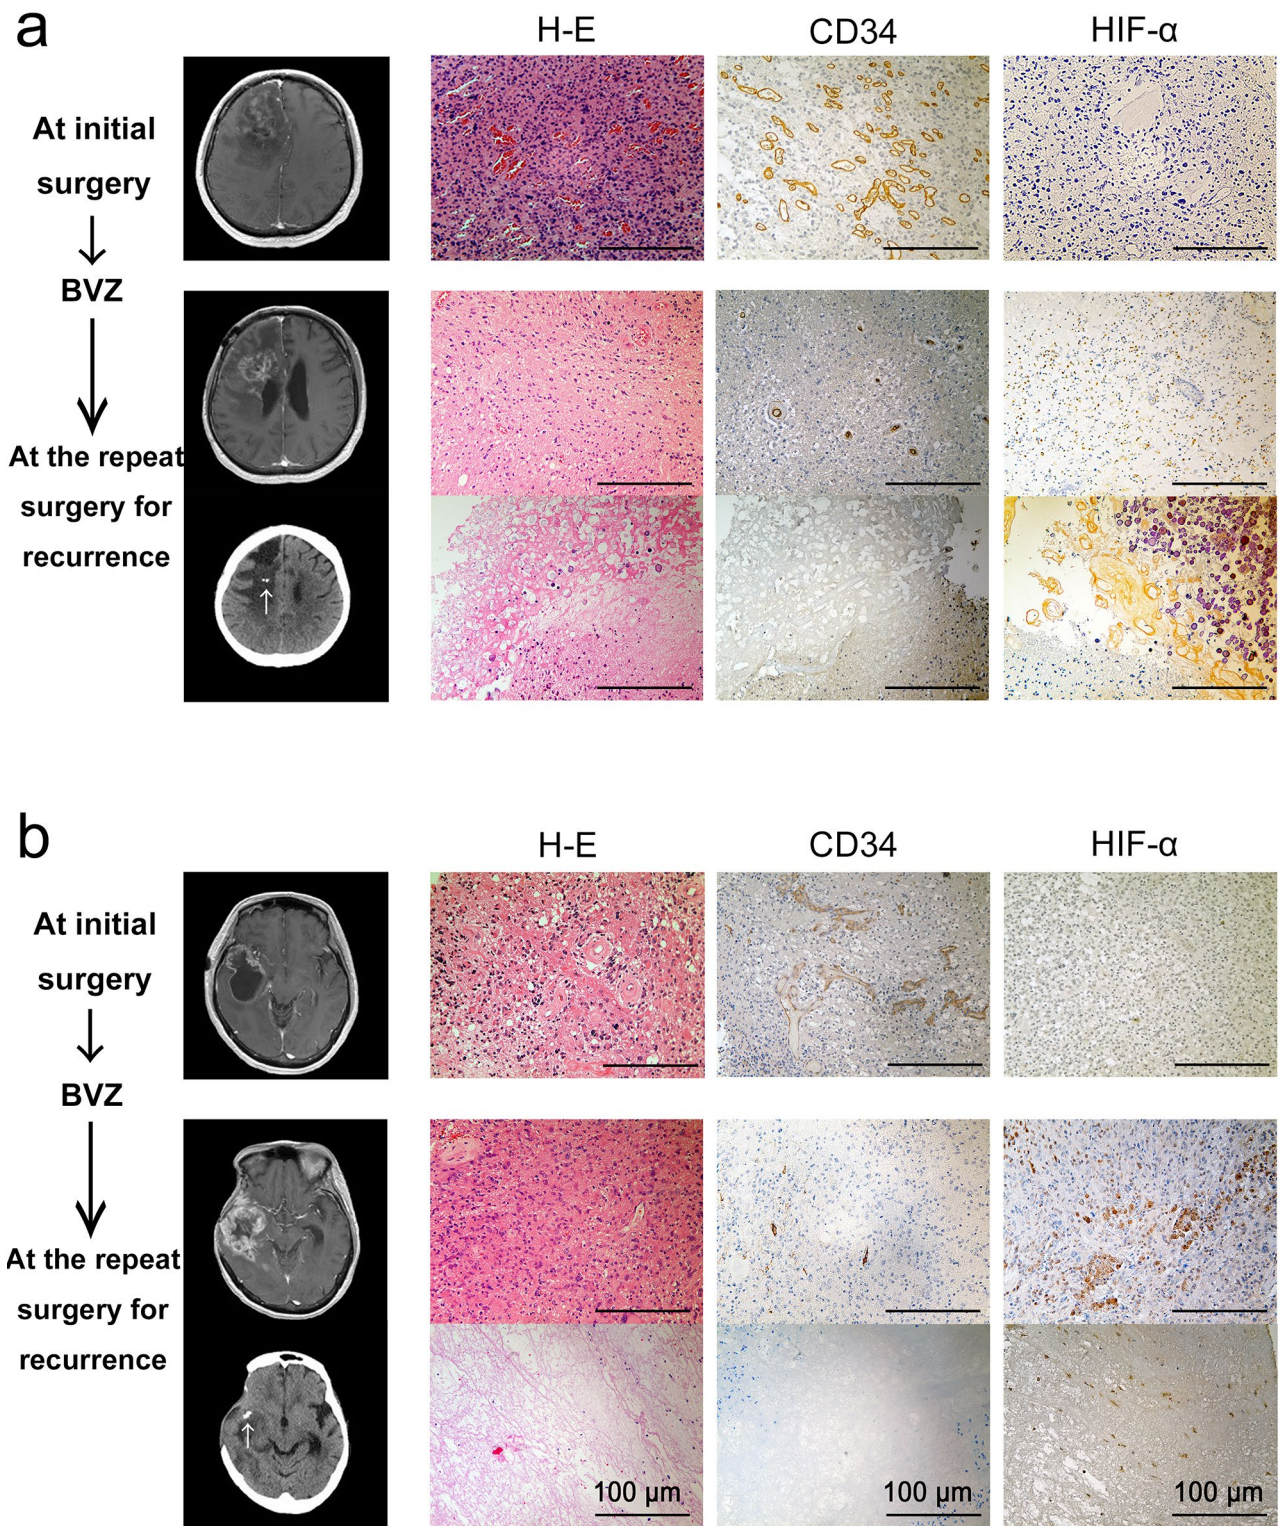 a
H-E
CD34
HIF-α
At initial
surgery
BVZ
At the repeat
surgery for
recurrence
b
H-E
CD34
HIF-α
At initial
surgery
BVZ
At the repeat
surgery for
recurrence
100 µm
100 µm
100 µm